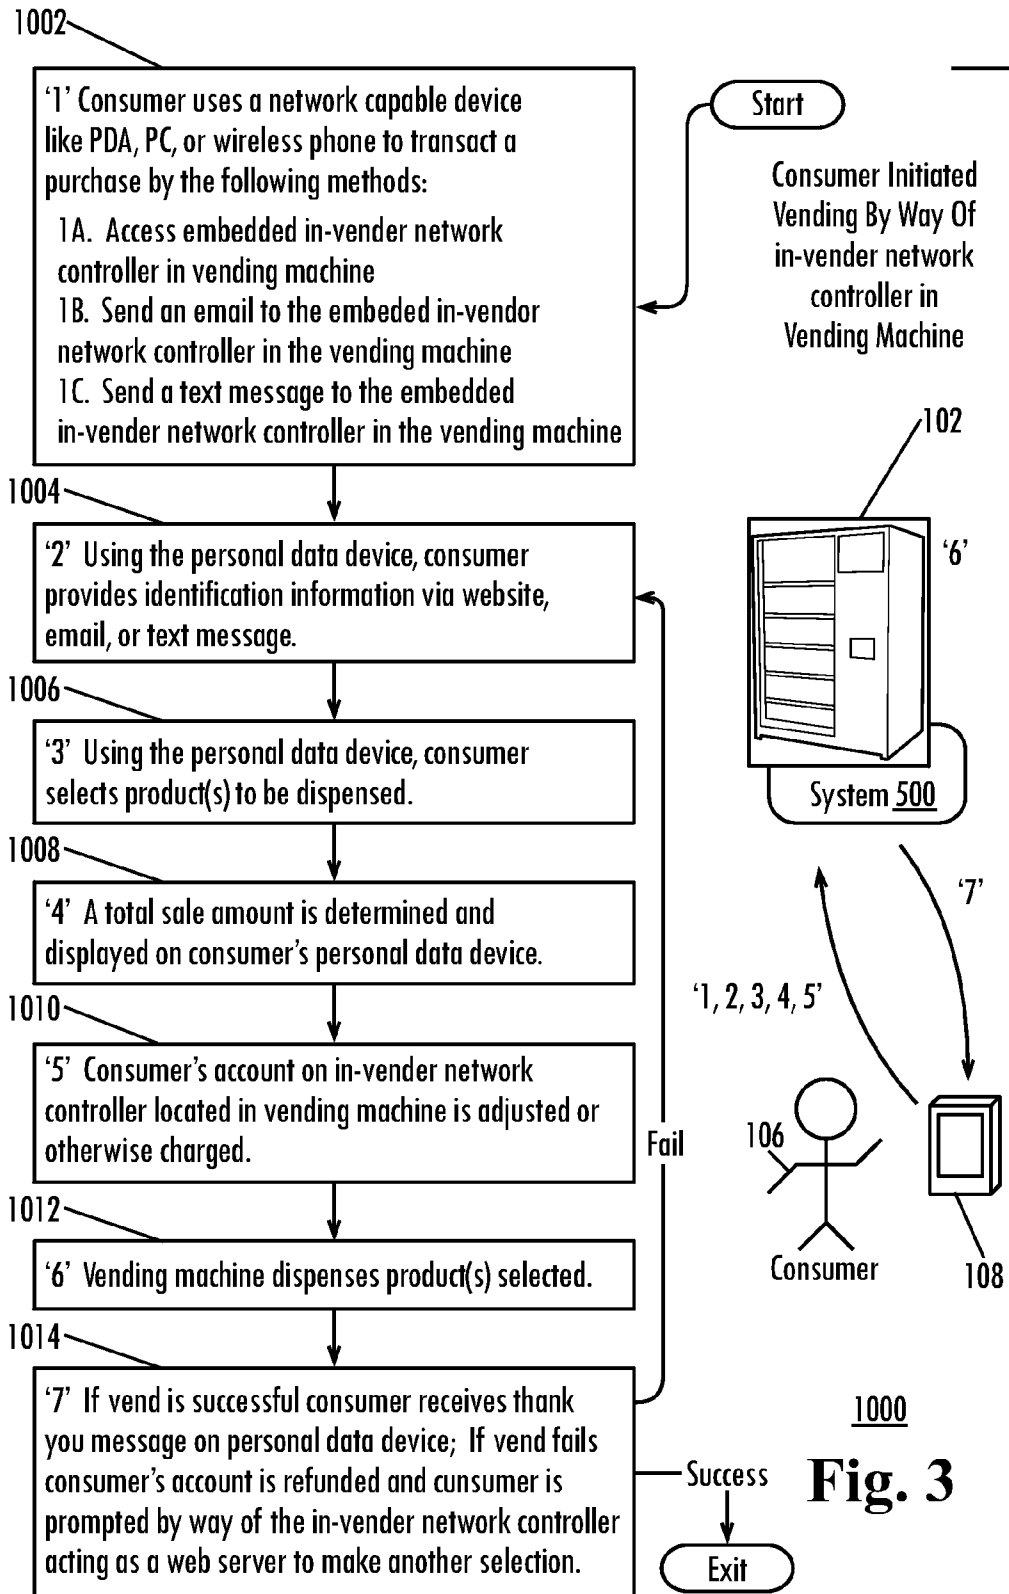 1002
'1' Consumer uses a network capable device
like PDA, PC, or wireless phone to transact a
purchase by the following methods:
1A. Access embedded in-vender network
controller in vending machine
1B. Send an email to the embeded in-vendor
network controller in the vending machine
1C. Send a text message to the embedded
in-vender network controller in the vending machine
Start
Consumer Initiated
Vending By Way Of
in-vender network
controller in
Vending Machine
1004
'2' Using the personal data device, consumer
provides identification information via website,
email, or text message.
1006
'3' Using the personal data device, consumer
selects product(s) to be dispensed.
1008
'4' A total sale amount is determined and
displayed on consumer's personal data device.
1010
'5' Consumer's account on in-vender network
controller located in vending machine is adjusted or
otherwise charged.
1012
'6' Vending machine dispenses product(s) selected.
1014
'7' If vend is successful consumer receives thank
you message on personal data device; If vend fails
consumer's account is refunded and cunsumer is
prompted by way of the in-vender network controller
acting as a web server to make another selection.
Fail
Success
Exit
102
'6'
System 500
'7'
'1, 2, 3, 4, 5'
106
Consumer
108
1000
Fig. 3